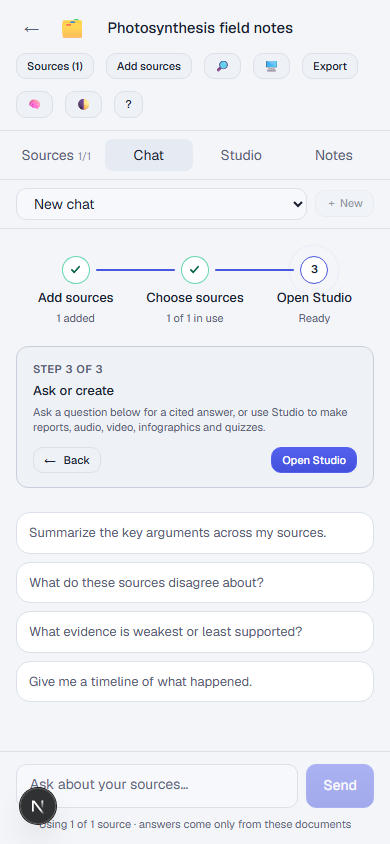 ← Photosynthesis field notes
Sources (1) Add sources Export
?
Sources 1/1 Chat Studio Notes
New chat + New
3
Add sources Choose sources Open Studio
1 added 1 of 1 in use Ready
STEP 3 OF 3
Ask or create
Ask a question below for a cited answer, or use Studio to make
reports, audio, video, infographics and quizzes.
← Back Open Studio
Summarize the key arguments across my sources.
What do these sources disagree about?
What evidence is weakest or least supported?
Give me a timeline of what happened.
Ask about your sources... Send
N
Using 1 of 1 source · answers come only from these documents